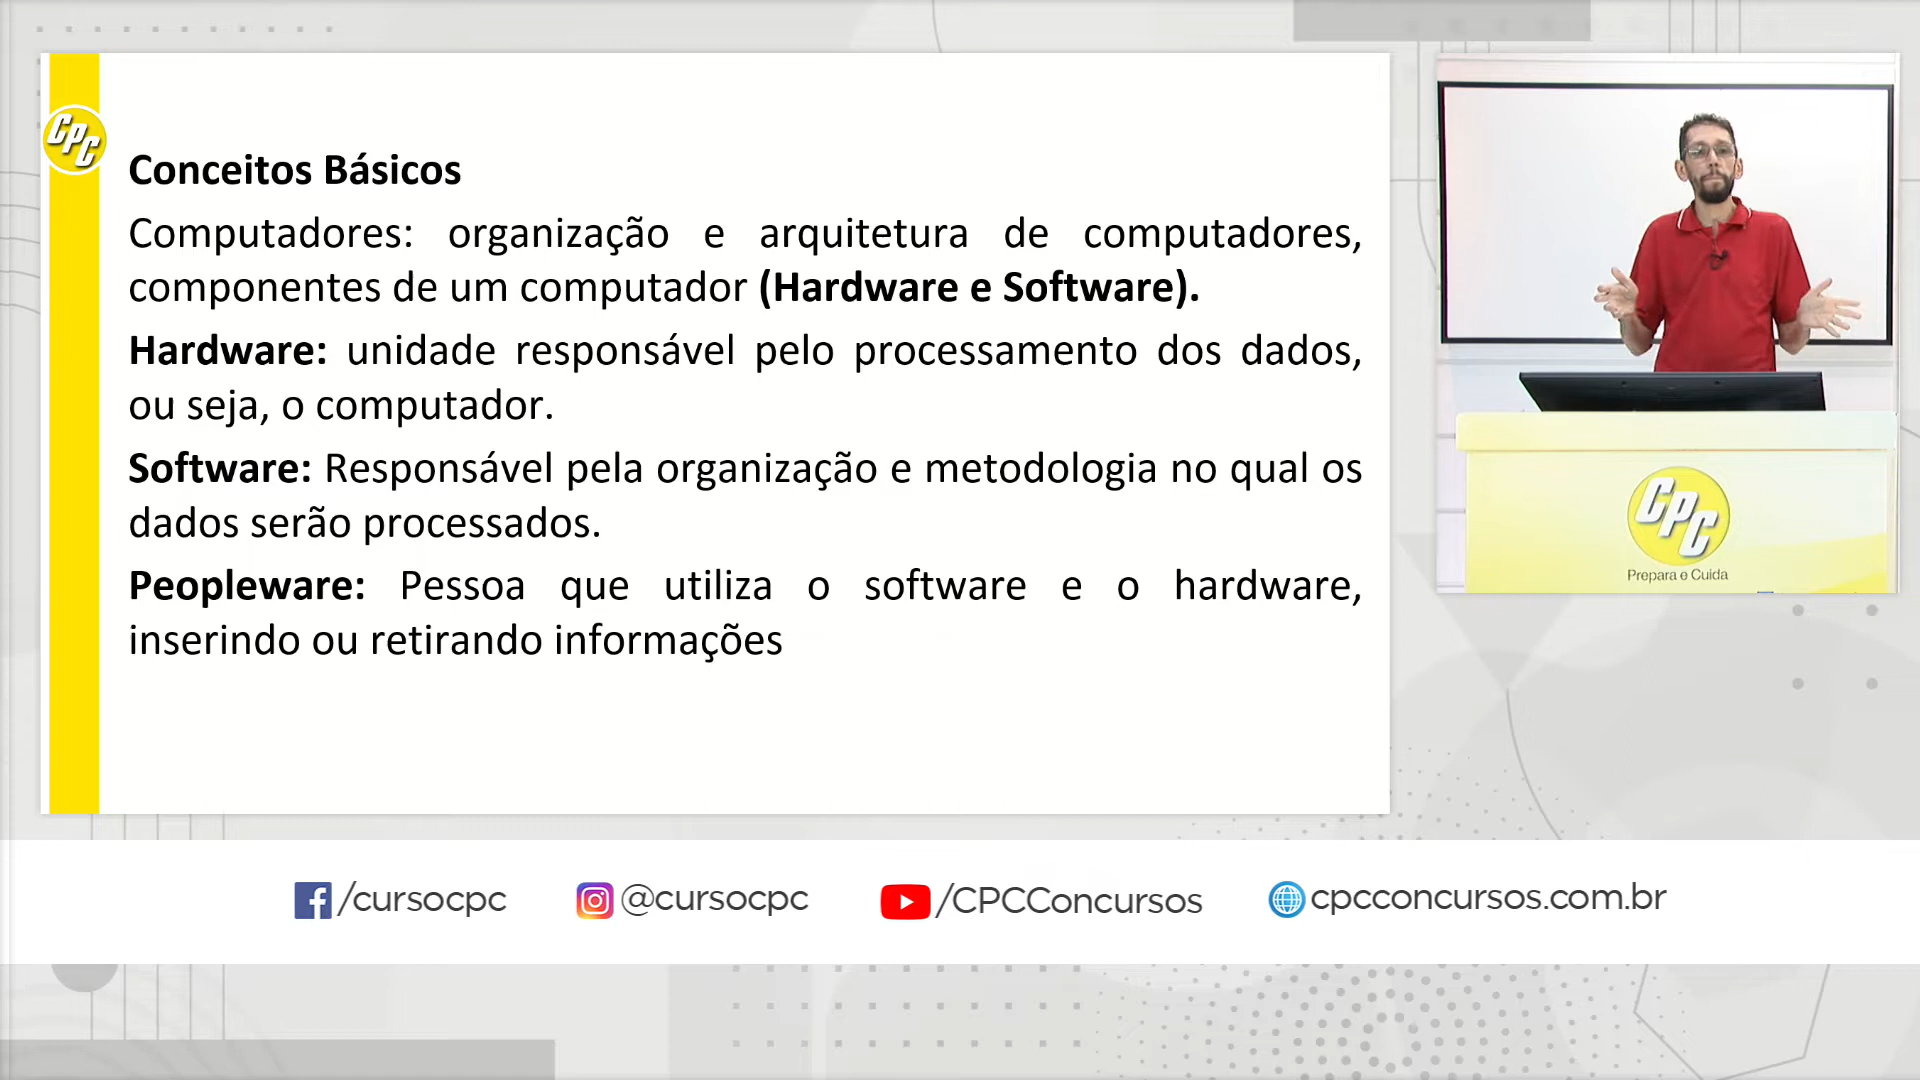 CPC
Conceitos Básicos
Computadores: organização e arquitetura de computadores,
componentes de um computador (Hardware e Software).
Hardware: unidade responsável pelo processamento dos dados,
ou seja, o computador.
Software: Responsável pela organização e metodologia no qual os
dados serão processados.
Peopleware: Pessoa que utiliza o software e o hardware,
inserindo ou retirando informações
CPC
Prepara e Cuida
/cursocpc @cursocpc /CPCConcursos cpcconcursos.com.br